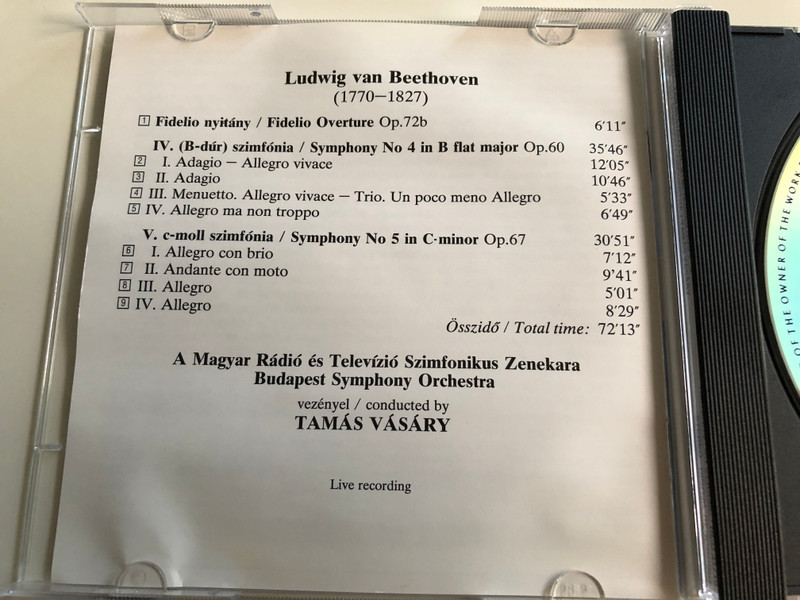 Ludwig van Beethoven
(1770–1827)
1 Fidelio nyitány / Fidelio Overture Op.72b 6′11″
IV. (B-dúr) szimfónia / Symphony No 4 in B flat major Op.60 35′46″
2 I. Adagio – Allegro vivace 12′05″
3 II. Adagio 10′46″
4 III. Menuetto. Allegro vivace – Trio. Un poco meno Allegro 5′33″
5 IV. Allegro ma non troppo 6′49″
V. c-moll szimfónia / Symphony No 5 in C-minor Op.67 30′51″
6 I. Allegro con brio 7′12″
7 II. Andante con moto 9′41″
8 III. Allegro 5′01″
9 IV. Allegro 8′29″
Összidő / Total time: 72′13″
A Magyar Rádió és Televízió Szimfonikus Zenekara
Budapest Symphony Orchestra
vezényel / conducted by
TAMÁS VÁSÁRY
Live recording
OF THE OWNER OF THE WORK